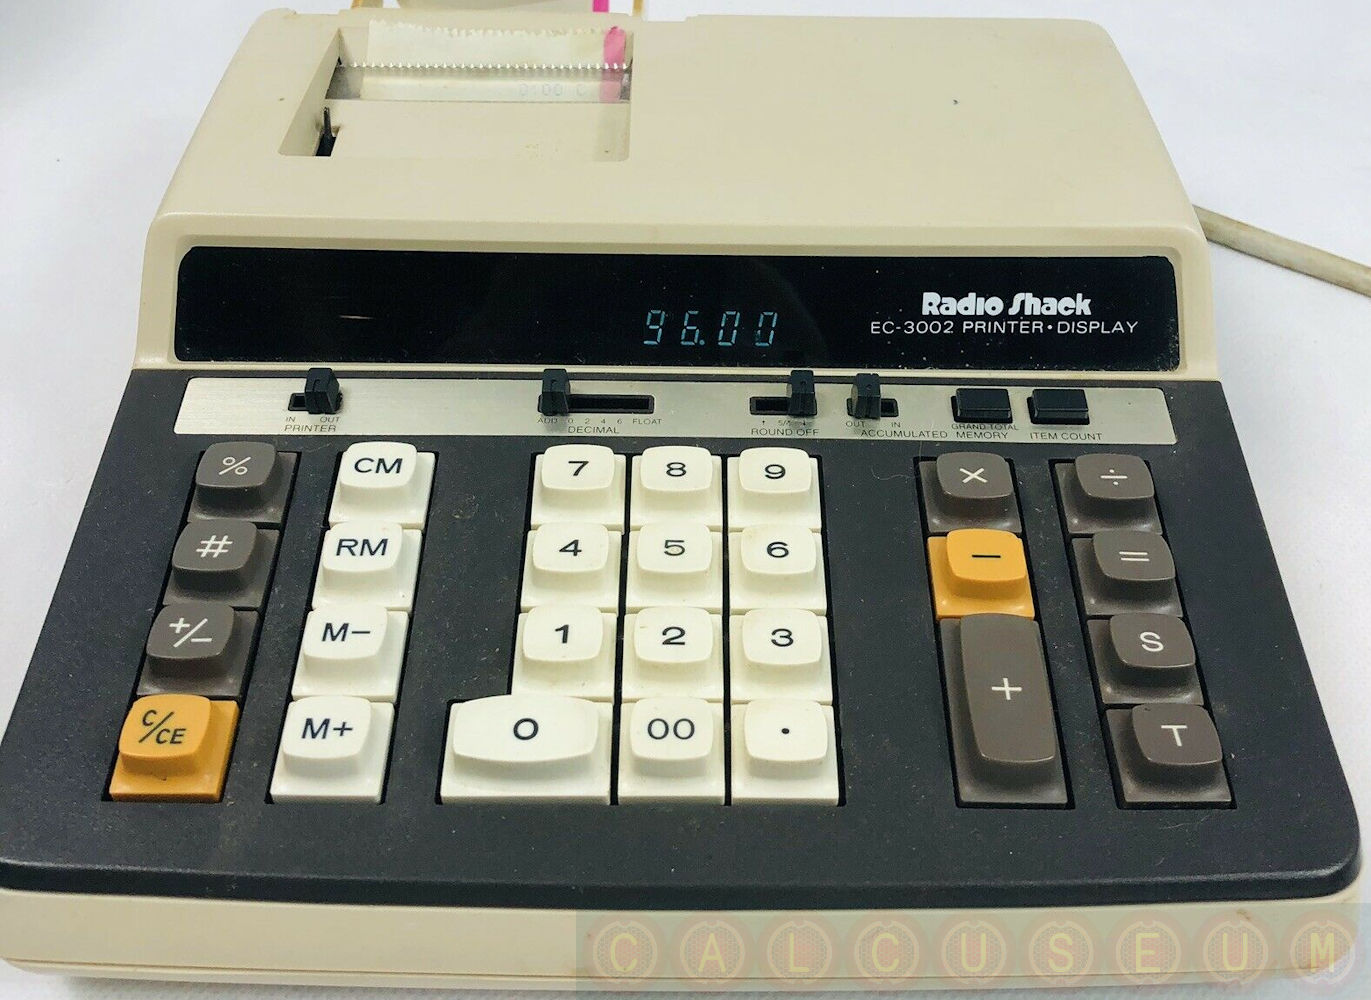 0.00 C
96.00
Radio Shack
EC-3002 PRINTER•DISPLAY
IN OUT
PRINTER
ADD 0 2 4 6 FLOAT
DECIMAL
↑ 5/4 ↓
ROUND OFF
OUT IN
ACCUMULATED
GRAND TOTAL
MEMORY
ITEM COUNT
% CM 7 8 9 × ÷
# RM 4 5 6 − =
+/− M− 1 2 3 + S
C/CE M+ 0 00 . T
CALCUSEUM